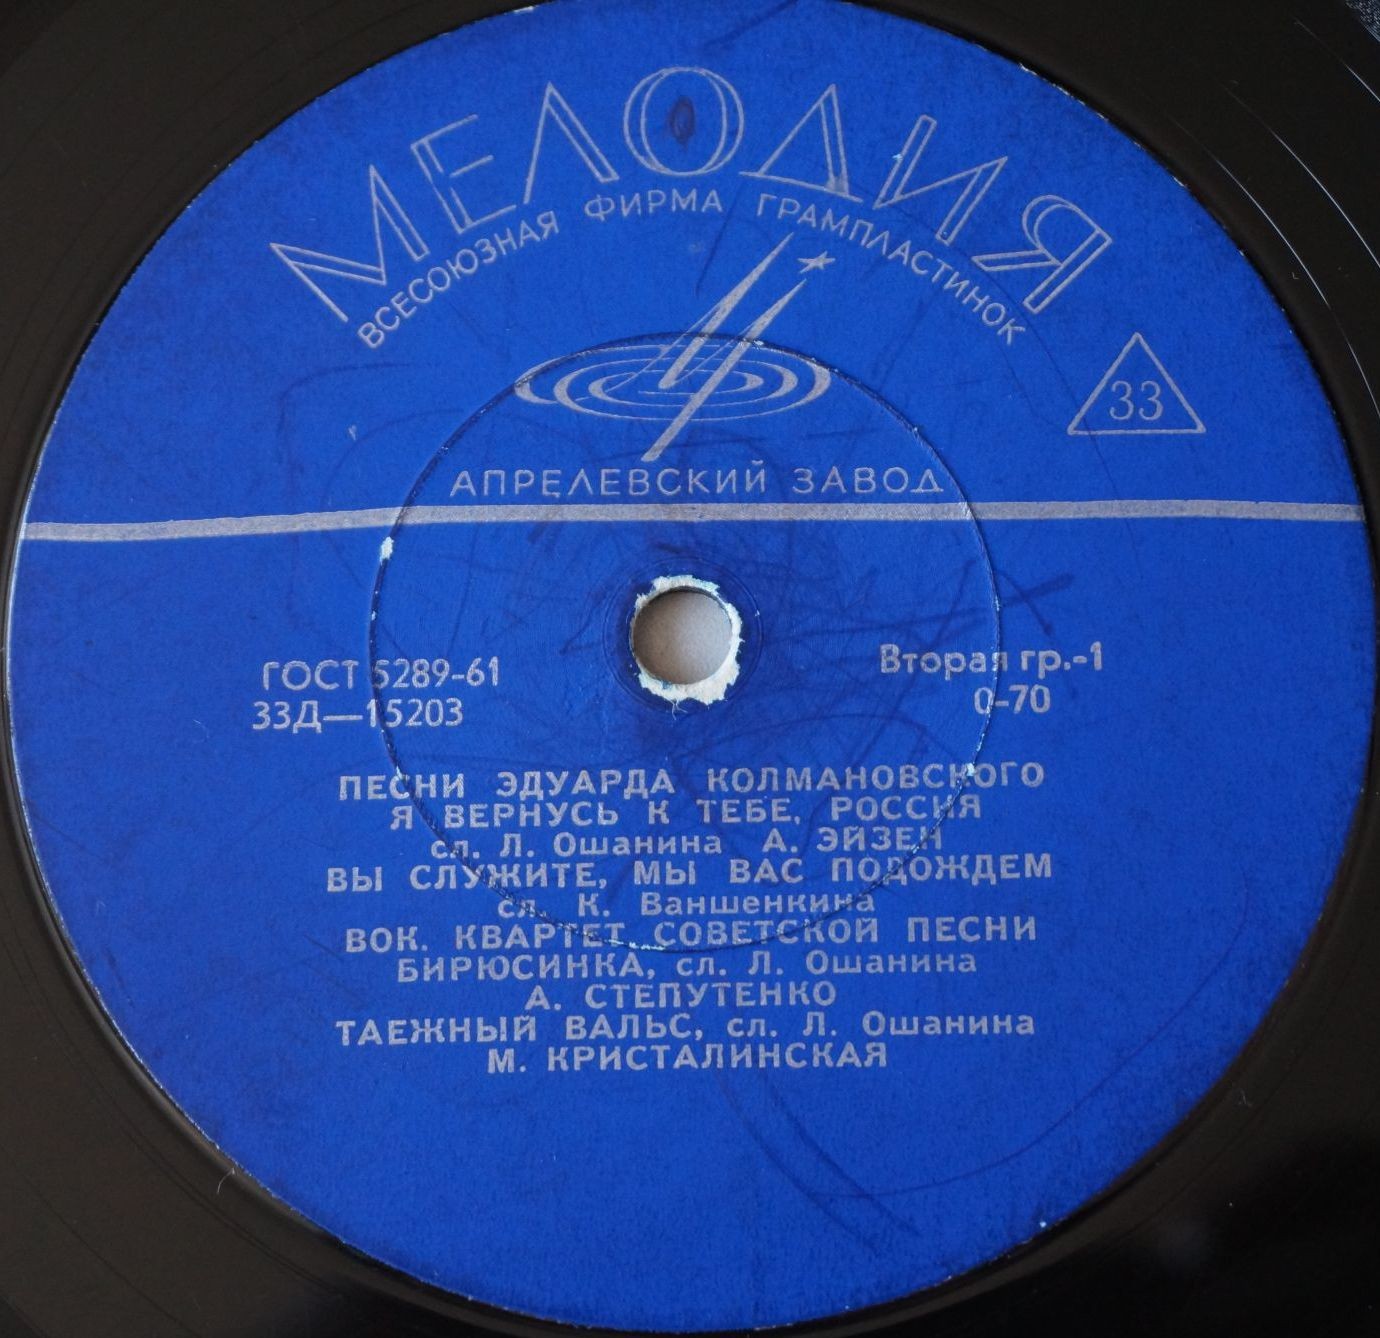 МЕЛОДИЯ
ВСЕСОЮЗНАЯ ФИРМА ГРАМПЛАСТИНОК
33
АПРЕЛЕВСКИЙ ЗАВОД
ГОСТ 5289-61
Вторая гр.-1
33Д—15203
0-70
ПЕСНИ ЭДУАРДА КОЛМАНОВСКОГО
Я ВЕРНУСЬ К ТЕБЕ, РОССИЯ
сл. Л. Ошанина А. ЭЙЗЕН
ВЫ СЛУЖИТЕ, МЫ ВАС ПОДОЖДЕМ
сл. К. Ваншенкина
ВОК. КВАРТЕТ СОВЕТСКОЙ ПЕСНИ
БИРЮСИНКА, сл. Л. Ошанина
А. СТЕПУТЕНКО
ТАЕЖНЫЙ ВАЛЬС, сл. Л. Ошанина
М. КРИСТАЛИНСКАЯ